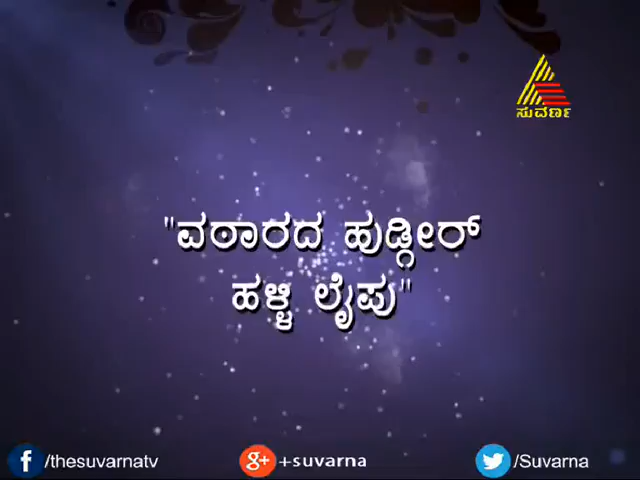 ಸುವರ್ಣ
"ವಠಾರದ ಹುಡ್ಗೀರ್
ಹಳ್ಳಿ ಲೈಪು"
/thesuvarnatv
+suvarna
/Suvarna